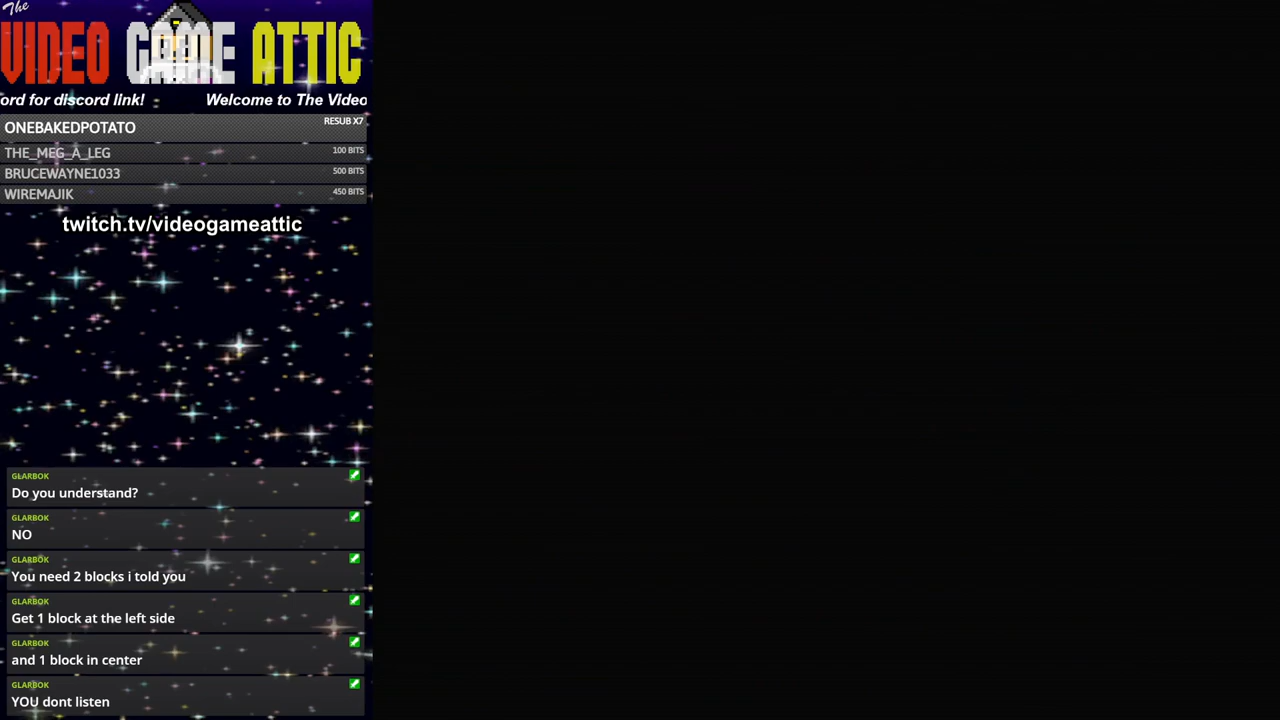 The
VIDEO GAME ATTIC
ord for discord link! Welcome to The Video
ONEBAKEDPOTATO RESUB X7
THE_MEG_A_LEG 100 BITS
BRUCEWAYNE1033 500 BITS
WIREMAJIK 450 BITS
twitch.tv/videogameattic
GLARBOK
Do you understand?
GLARBOK
NO
GLARBOK
You need 2 blocks i told you
GLARBOK
Get 1 block at the left side
GLARBOK
and 1 block in center
GLARBOK
YOU dont listen